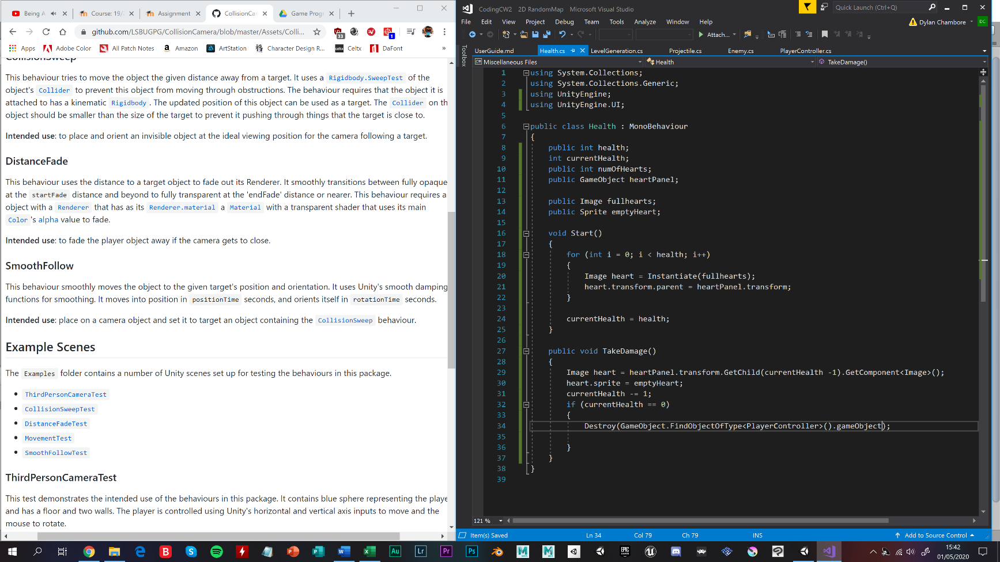 Being A
Course: 19/
Assignment
CollisionCa
Game Prog
github.com/LSBUGPG/CollisionCamera/blob/master/Assets/Colli...
33
1
Apps
Adobe Color
All Patch Notes
Amazon
ArtStation
Character Design R...
Celtx
DaFont
»
CollisionSweep
This behaviour tries to move the object the given distance away from a target. It uses a Rigidbody.SweepTest of the
object's Collider to prevent this object from moving through obstructions. The behaviour requires that the object it is
attached to has a kinematic Rigidbody. The updated position of this object can be used as a target. The Collider on th
object should be smaller than the size of the target to prevent it pushing through things that the target is close to.
Intended use: to place and orient an invisible object at the ideal viewing position for the camera following a target.
DistanceFade
This behaviour uses the distance to a target object to fade out its Renderer. It smoothly transitions between fully opaque
at the startFade distance and beyond to fully transparent at the 'endFade' distance or nearer. This behaviour requires a
object with a Renderer that has as its Renderer.material a Material with a transparent shader that uses its main
Color 's alpha value to fade.
Intended use: to fade the player object away if the camera gets to close.
SmoothFollow
This behaviour smoothly moves the object to the given target's position and orientation. It uses Unity's smooth damping
functions for smoothing. It moves into position in positionTime seconds, and orients itself in rotationTime seconds.
Intended use: place on a camera object and set it to target an object containing the CollisionSweep behaviour.
Example Scenes
The Examples folder contains a number of Unity scenes set up for testing the behaviours in this package.
ThirdPersonCameraTest
CollisionSweepTest
DistanceFadeTest
MovementTest
SmoothFollowTest
ThirdPersonCameraTest
This test demonstrates the intended use of the behaviours in this package. It contains blue sphere representing the playe
and has a floor and two walls. The player is controlled using Unity's horizontal and vertical axis inputs to move and the
mouse to rotate.
CodingCW2 2D RandomMap Microsoft Visual Studio
Quick Launch (Ctrl+Q)
File Edit View Project Debug Team Tools Analyze Window Help
Dylan Chambore
DC
Attach...
Toolbox
UserGuide.md
Health.cs
LevelGeneration.cs
Projectile.cs
Enemy.cs
PlayerController.cs
Miscellaneous Files
Health
TakeDamage()
1 using System.Collections;
2 using System.Collections.Generic;
3 using UnityEngine;
4 using UnityEngine.UI;
5
6 public class Health : MonoBehaviour
7 {
8 public int health;
9 int currentHealth;
10 public int numOfHearts;
11 public GameObject heartPanel;
12
13 public Image fullhearts;
14 public Sprite emptyHeart;
15
16 void Start()
17 {
18 for (int i = 0; i < health; i++)
19 {
20 Image heart = Instantiate(fullhearts);
21 heart.transform.parent = heartPanel.transform;
22 }
23
24 currentHealth = health;
25 }
26
27 public void TakeDamage()
28 {
29 Image heart = heartPanel.transform.GetChild(currentHealth -1).GetComponent<Image>();
30 heart.sprite = emptyHeart;
31 currentHealth -= 1;
32 if (currentHealth == 0)
33 {
34 Destroy(GameObject.FindObjectOfType<PlayerController>().gameObject);
35
36 }
37 }
38 }
39
121 %
Item(s) Saved
Ln 34
Col 79
Ch 79
INS
Add to Source Control
Au
Lr
Pr
Ps
EPIC GAMES
15:42
01/05/2020